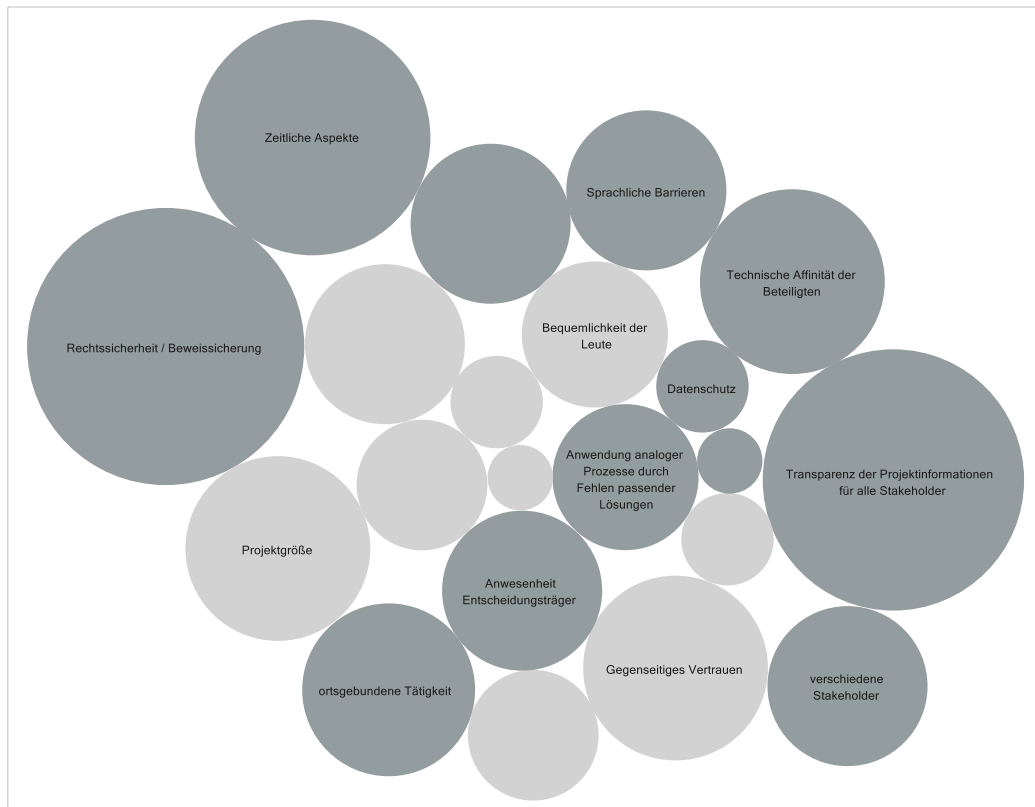 Zeitliche Aspekte
Sprachliche Barrieren
Technische Affinität der
Beteiligten
Bequemlichkeit der
Leute
Rechtssicherheit / Beweissicherung
Datenschutz
Anwendung analoger
Prozesse durch
Fehlen passender
Lösungen
Transparenz der Projektinformationen
für alle Stakeholder
Projektgröße
Anwesenheit
Entscheidungsträger
Gegenseitiges Vertrauen
ortsgebundene Tätigkeit
verschiedene
Stakeholder